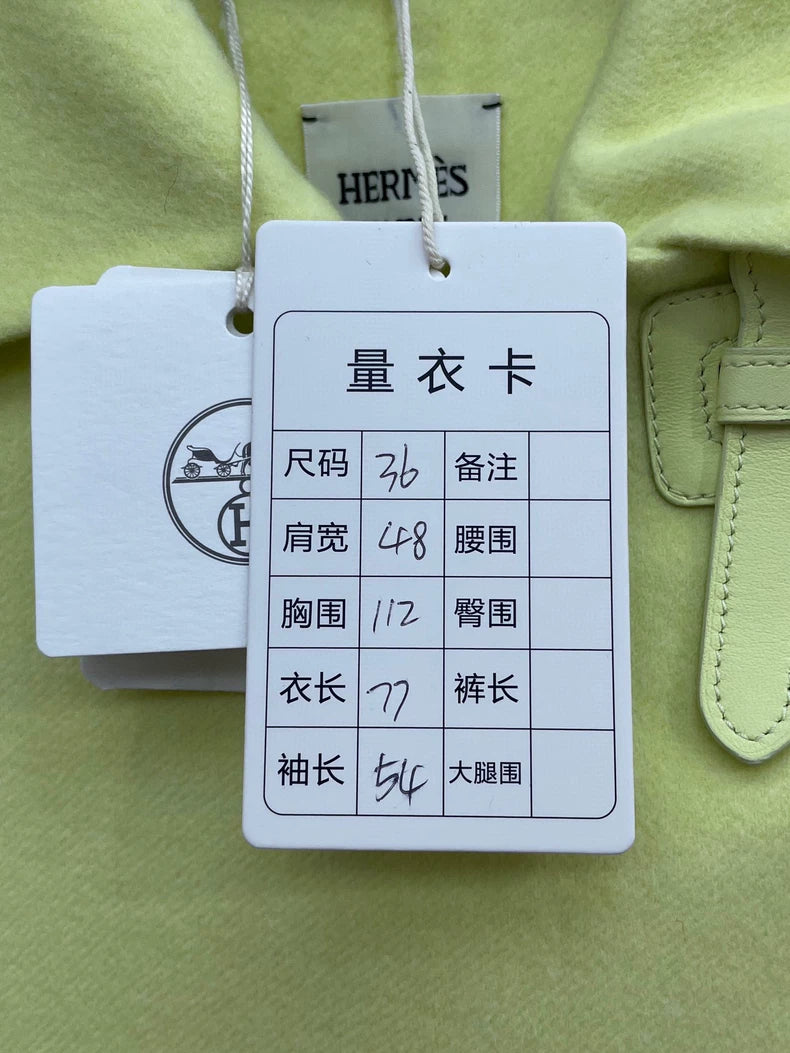 HERMÈS
量衣卡
尺码 36 备注
肩宽 48 腰围
胸围 112 臀围
衣长 77 裤长
袖长 54 大腿围
H